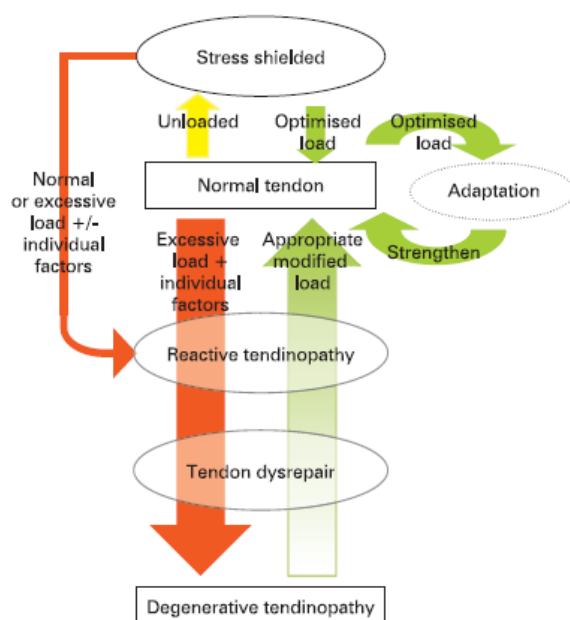 Stress shielded
Unloaded
Optimised
load
Optimised
load
Normal tendon
Adaptation
Normal
or excessive
load +/-
individual
factors
Excessive
load +
individual
factors
Appropriate
modified
load
Strengthen
Reactive tendinopathy
Tendon dysrepair
Degenerative tendinopathy